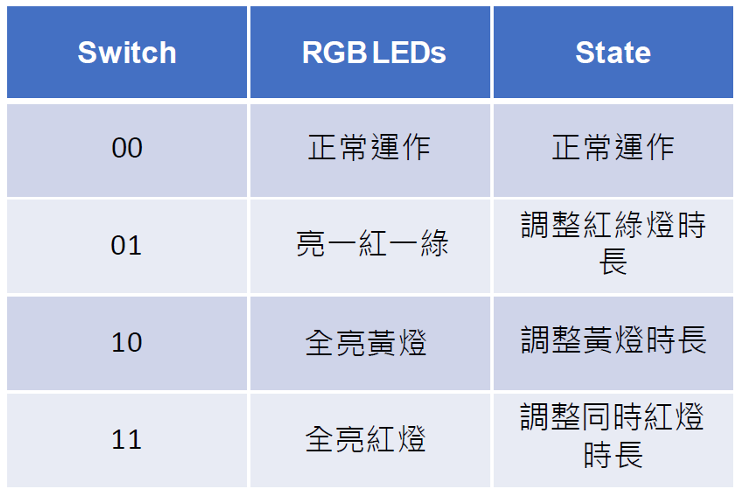 Switch RGB LEDs State
00 正常運作 正常運作
01 亮一紅一綠 調整紅綠燈時
長
10 全亮黃燈 調整黃燈時長
11 全亮紅燈 調整同時紅燈
時長